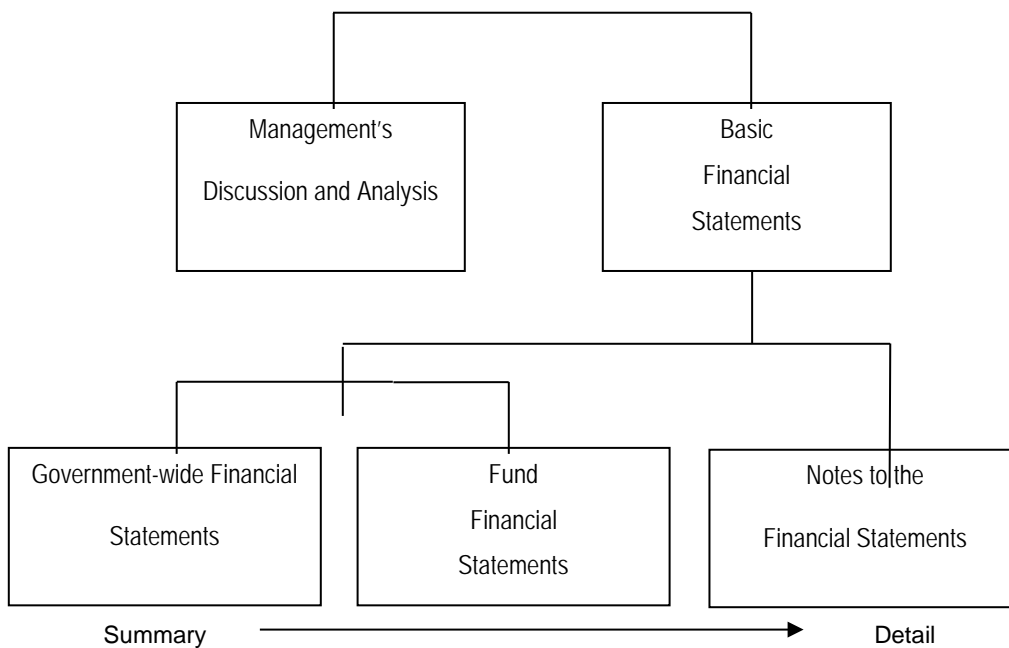 Management's
Discussion and Analysis
Basic
Financial
Statements
Government-wide Financial
Statements
Fund
Financial
Statements
Notes to the
Financial Statements
Summary
Detail